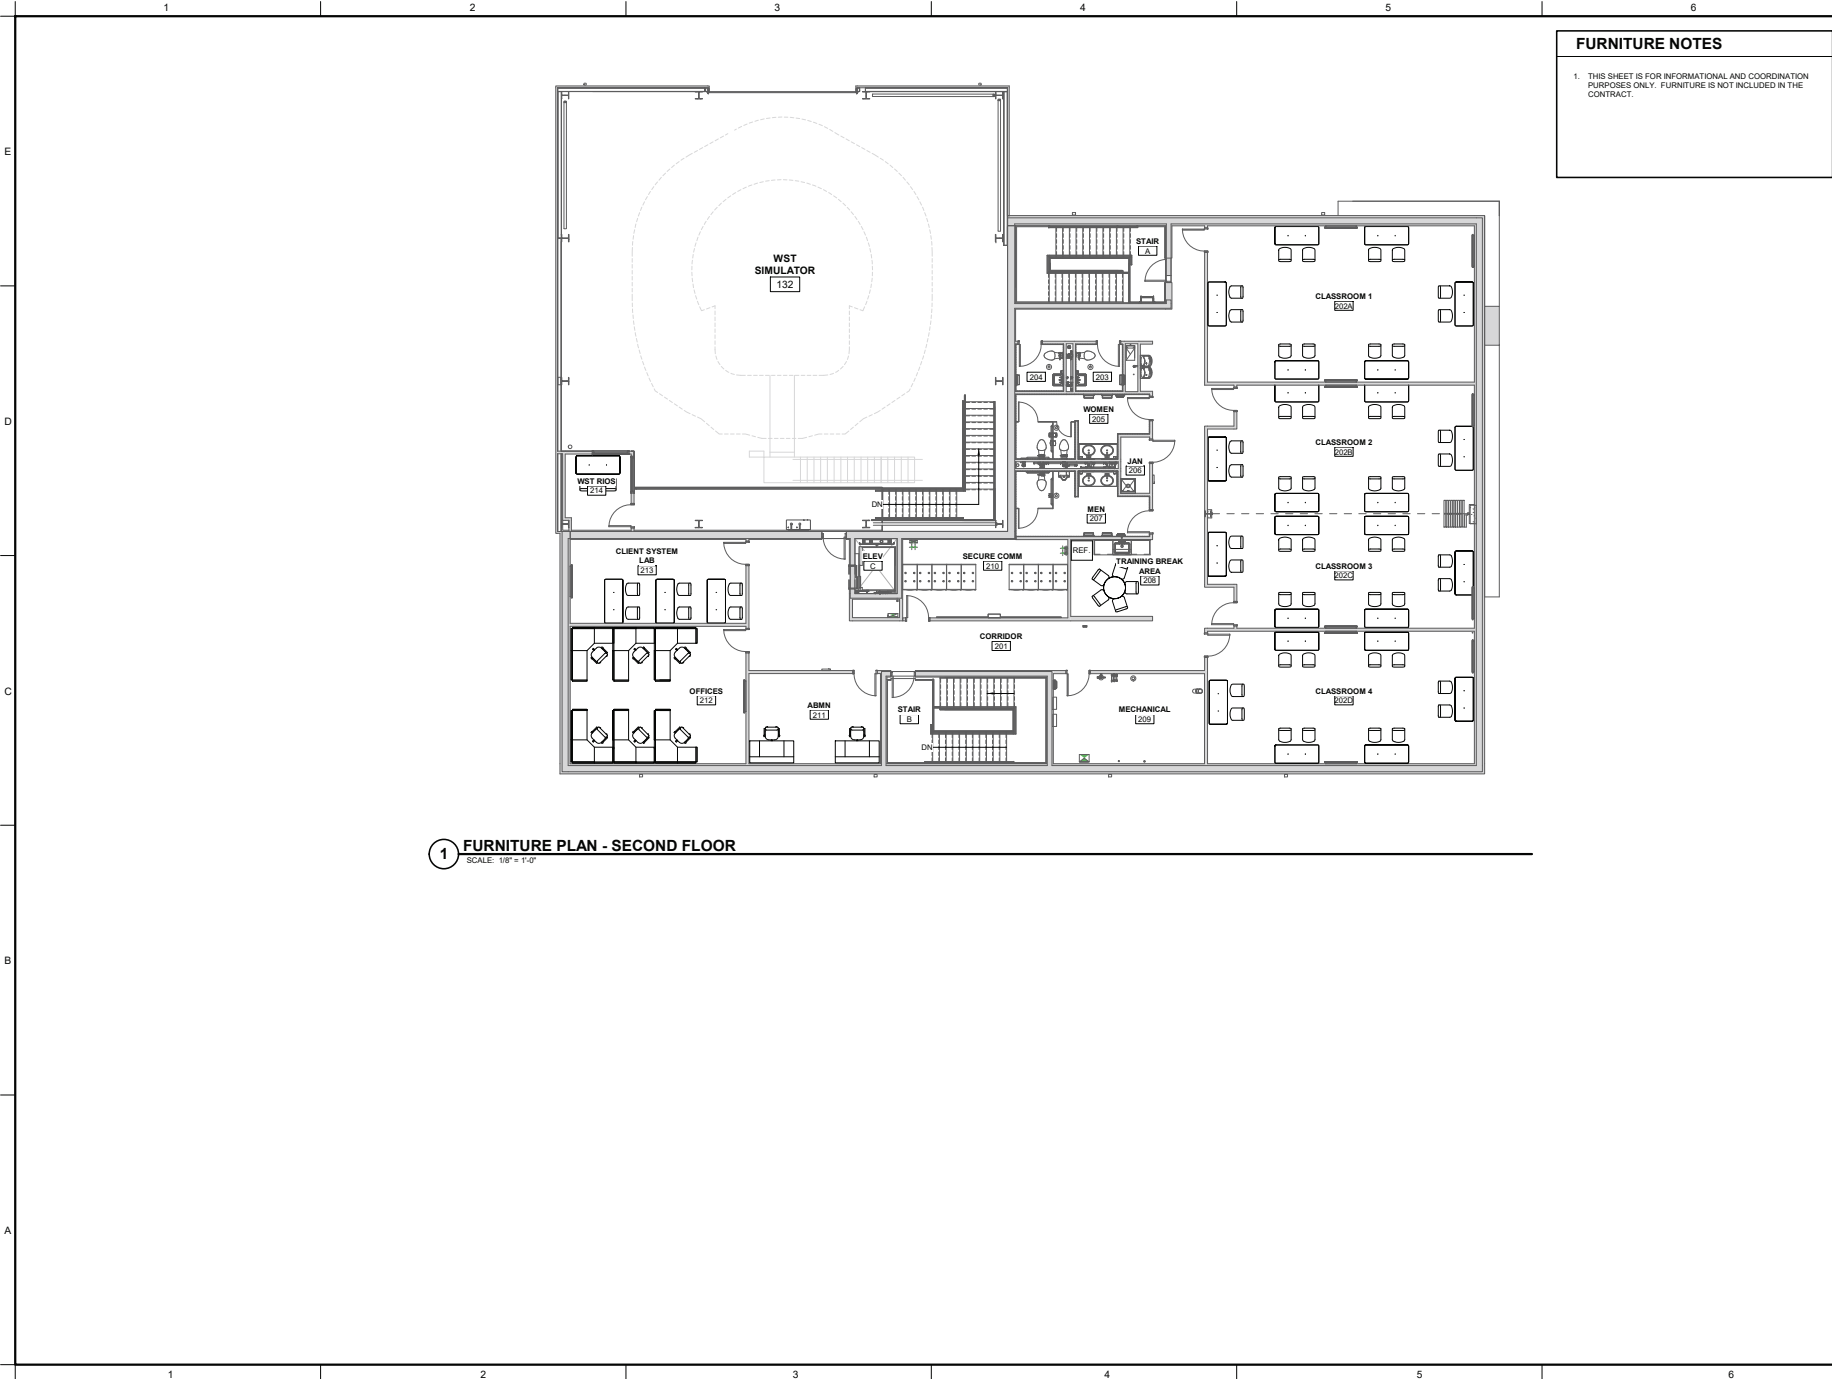 1 2 3 4 5 6
FURNITURE NOTES
1. THIS SHEET IS FOR INFORMATIONAL AND COORDINATION
PURPOSES ONLY. FURNITURE IS NOT INCLUDED IN THE
CONTRACT.
E
D
C
B
A
WST
SIMULATOR
132
STAIR
A
CLASSROOM 1
202A
204
203
WOMEN
205
CLASSROOM 2
202B
JAN
206
WST RIOS
214
DN
MEN
207
CLIENT SYSTEM
LAB
213
ELEV
C
SECURE COMM
210
REF.
TRAINING BREAK
AREA
208
CLASSROOM 3
202C
CORRIDOR
201
OFFICES
212
ABMN
211
STAIR
B
DN
MECHANICAL
209
CLASSROOM 4
202D
1
FURNITURE PLAN - SECOND FLOOR
SCALE: 1/8" = 1'-0"
1 2 3 4 5 6